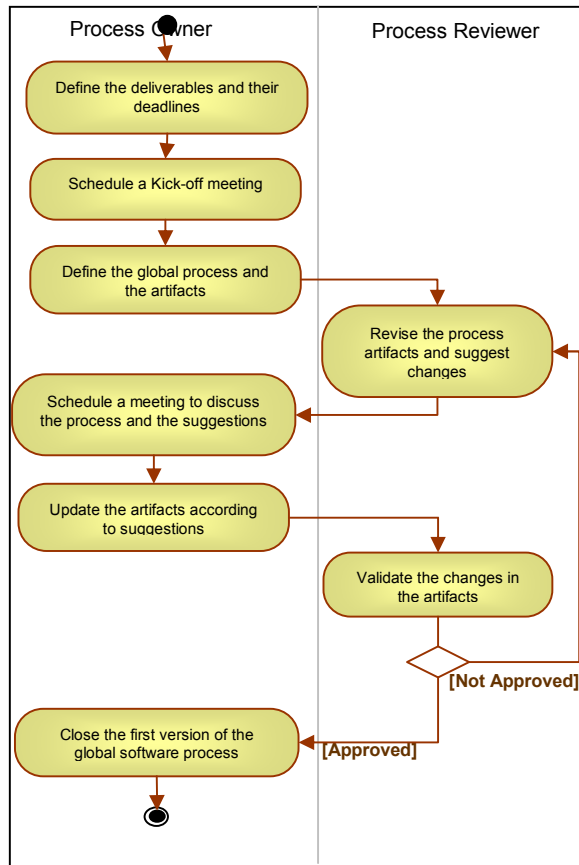 Process Owner
Process Reviewer
Define the deliverables and their
deadlines
Schedule a Kick-off meeting
Define the global process and
the artifacts
Revise the process
artifacts and suggest
changes
Schedule a meeting to discuss
the process and the suggestions
Update the artifacts according
to suggestions
Validate the changes in
the artifacts
[Not Approved]
Close the first version of the
global software process
[Approved]